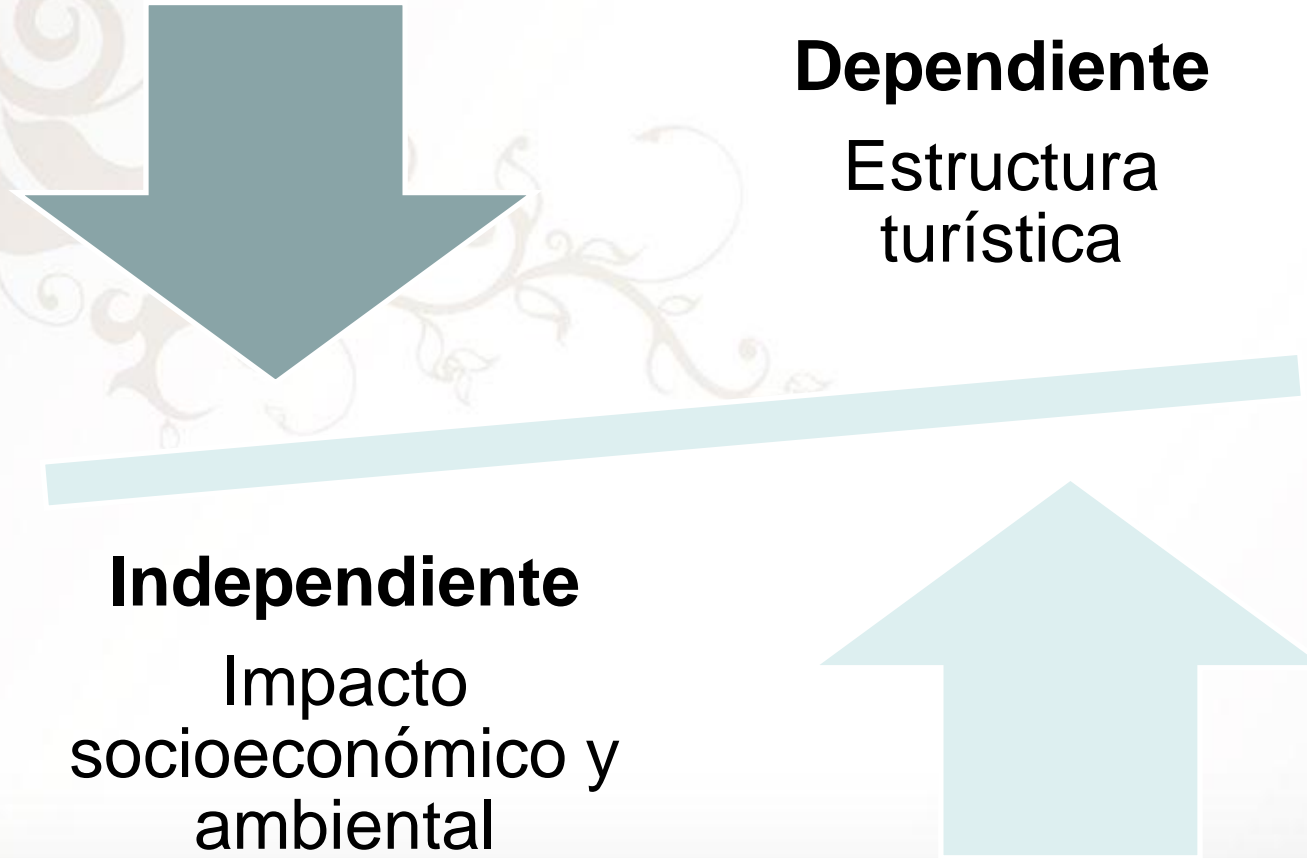 Dependiente
Estructura
turística
Independiente
Impacto
socioeconómico y
ambiental